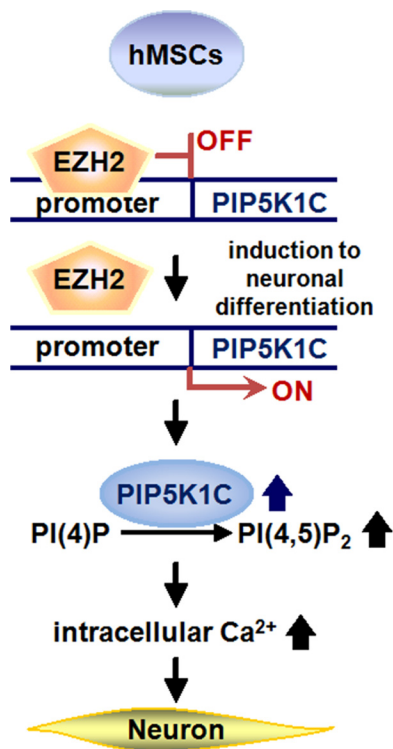 hMSCs
EZH2
OFF
promoter
PIP5K1C
EZH2
induction to
neuronal
differentiation
promoter
PIP5K1C
ON
PIP5K1C
PI(4)P
PI(4,5)P₂
intracellular Ca²⁺
Neuron